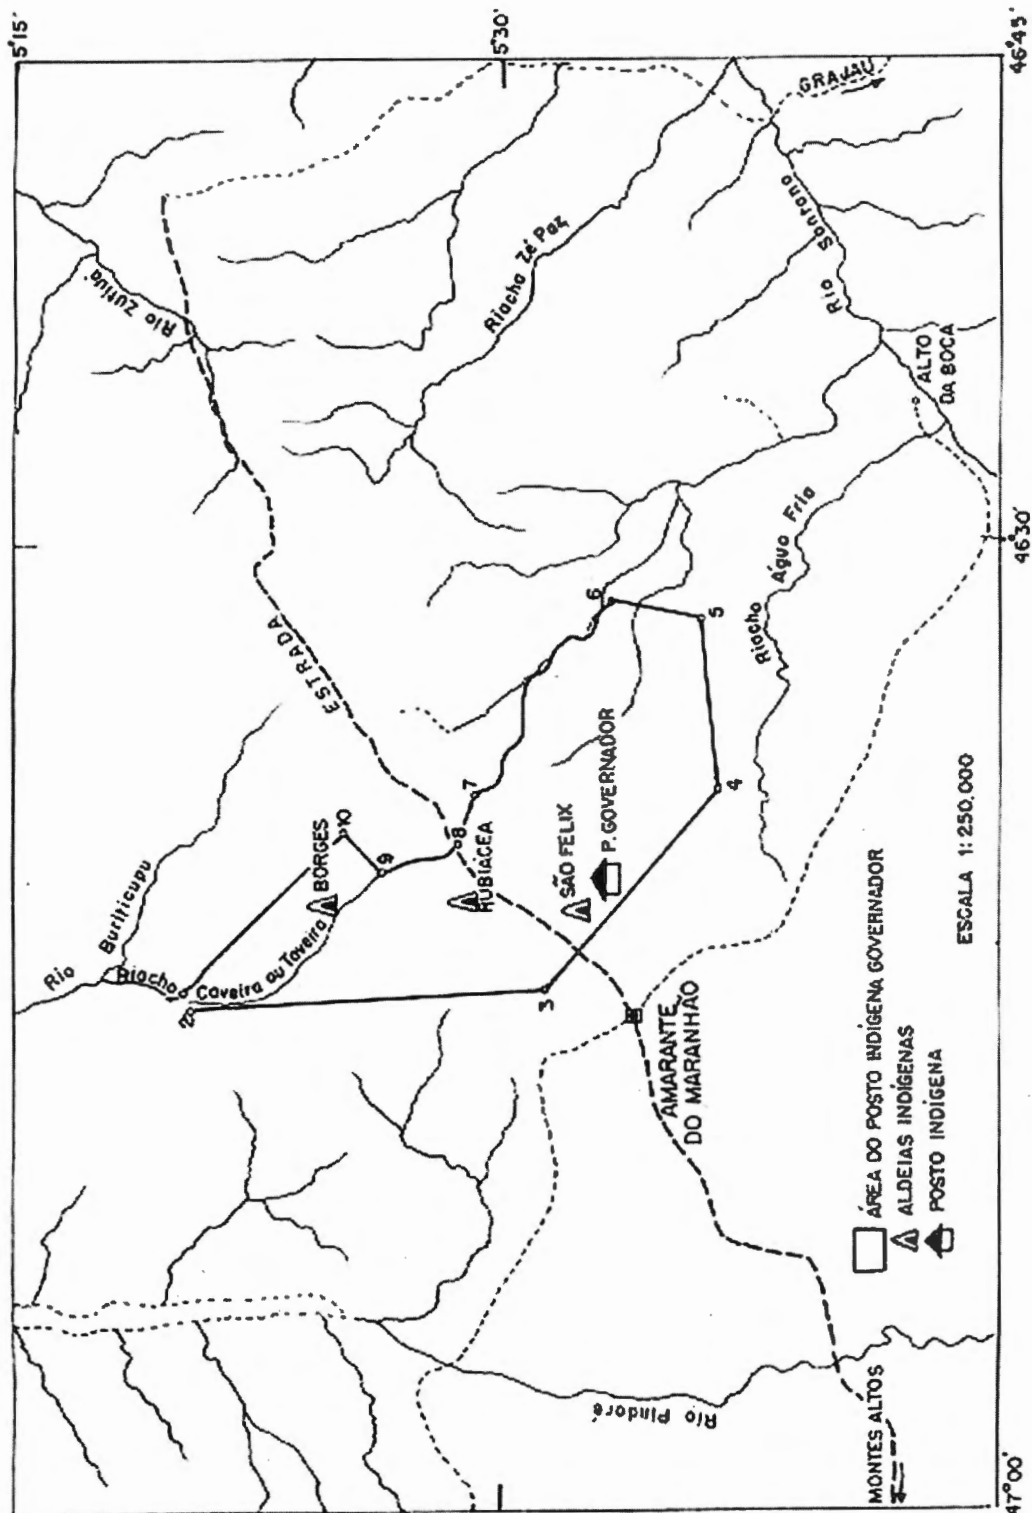 5°15'
5°30'
46°45'
GRAJAU
Rio Zutiua'
Riacho Zé Paz
Rio Santana
ALTO
DA BOCA
46°30'
Riacho Água Fria
ESTRADA
6
5
7
4
8
9
10
BORGES
RUBIACEA
SÃO FELIX
P. GOVERNADOR
Rio Buriticupu
Riacho Caveira ou Taveira
2
3
AMARANTE
DO MARANHÃO
ESCALA 1:250.000
ÁREA DO POSTO INDÍGENA GOVERNADOR
ALDEIAS INDÍGENAS
POSTO INDÍGENA
Rio Pindaré
MONTES ALTOS
47°00'